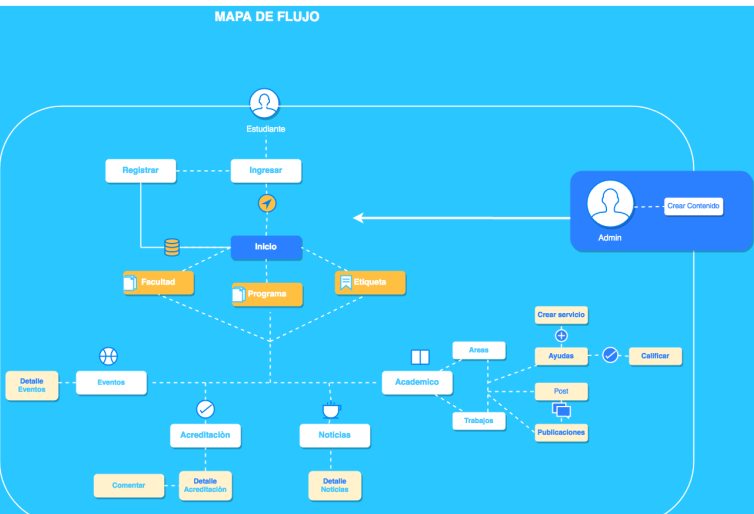 MAPA DE FLUJO
Estudiante
Registrar
Ingresar
Crear Contenido
Admin
Inicio
Facultad
Programa
Etiqueta
Crear servicio
Areas
Ayudas
Calificar
Detalle
Eventos
Eventos
Academico
Post
Trabajos
Publicaciones
Acreditación
Noticias
Comentar
Detalle
Acreditación
Detalle
Noticias